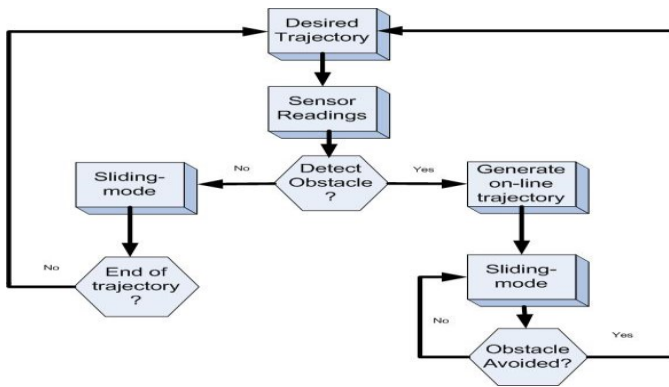 Desired
Trajectory
Sensor
Readings
No
Detect
Obstacle
?
Yes
Sliding-
mode
Generate
on-line
trajectory
No
End of
trajectory
?
Sliding-
mode
No
Obstacle
Avoided?
Yes